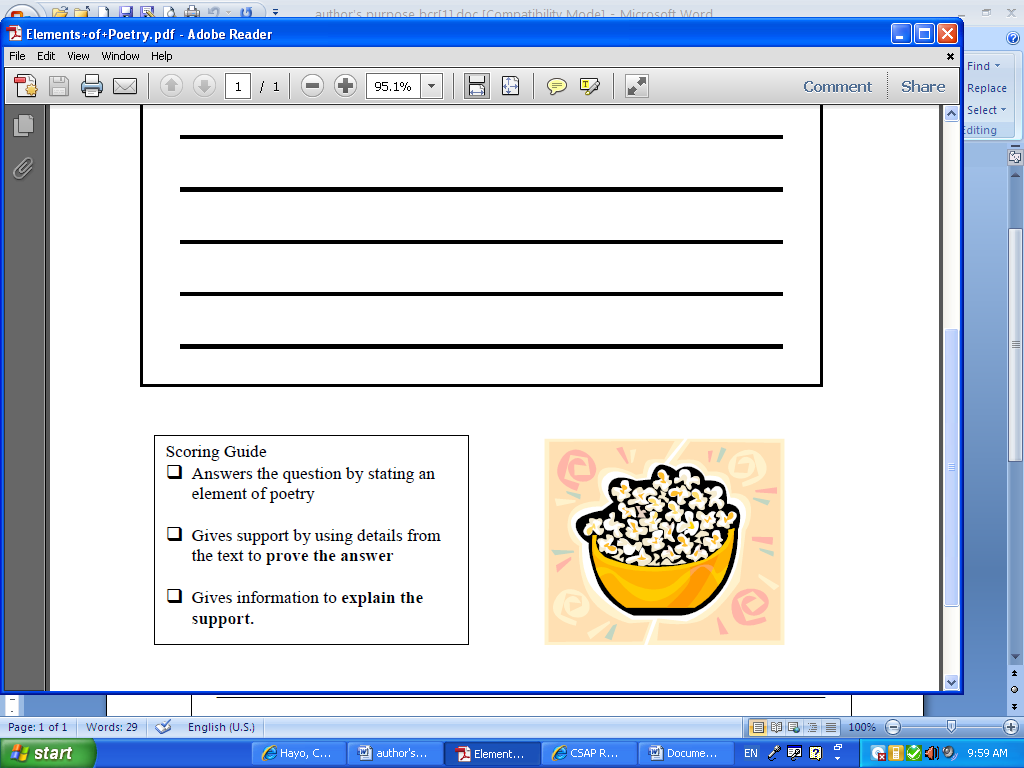 author's purpose bcr[1].doc [Compatibility Mode] - Microsoft Word
Elements+of+Poetry.pdf - Adobe Reader
File Edit View Window Help
1 / 1 95.1% Comment Share
Find
Replace
Select
Editing
Scoring Guide
❑ Answers the question by stating an
element of poetry
❑ Gives support by using details from
the text to prove the answer
❑ Gives information to explain the
support.
Page: 1 of 1 Words: 29 English (U.S.) 100%
start Hayo, C... author's... Element... CSAP R... Docume... EN 9:59 AM